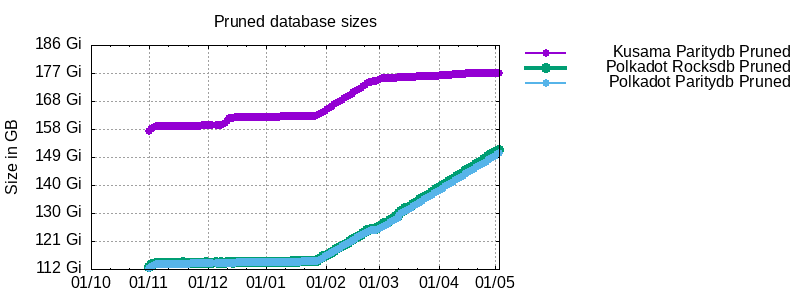 Pruned database sizes
186 Gi
177 Gi
168 Gi
158 Gi
149 Gi
140 Gi
130 Gi
121 Gi
112 Gi
Size in GB
01/10 01/11 01/12 01/01 01/02 01/03 01/04 01/05
Kusama Paritydb Pruned
Polkadot Rocksdb Pruned
Polkadot Paritydb Pruned